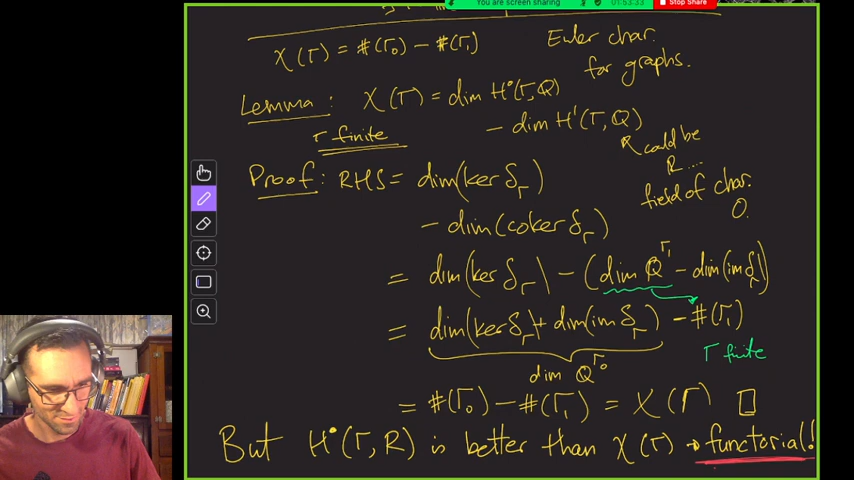 You are screen sharing 01:53:33 Stop Share
χ(Γ) = #(Γ₀) − #(Γ₁) Euler char. for graphs.
Lemma: χ(Γ) = dim H⁰(Γ, Q)
Γ finite − dim H¹(Γ, Q)
R could be
R ....
field of char.
0.
Proof: RHS = dim(ker δ_Γ)
− dim(coker δ_Γ)
= dim(ker δ_Γ) − (dim Q^Γ₁ − dim(im δ_Γ))
= dim(ker δ_Γ) + dim(im δ_Γ) − #(Γ₁)
Γ finite
dim Q^Γ₀
= #(Γ₀) − #(Γ₁) = χ(Γ) □
But H•(Γ, R) is better than χ(Γ) → functorial!